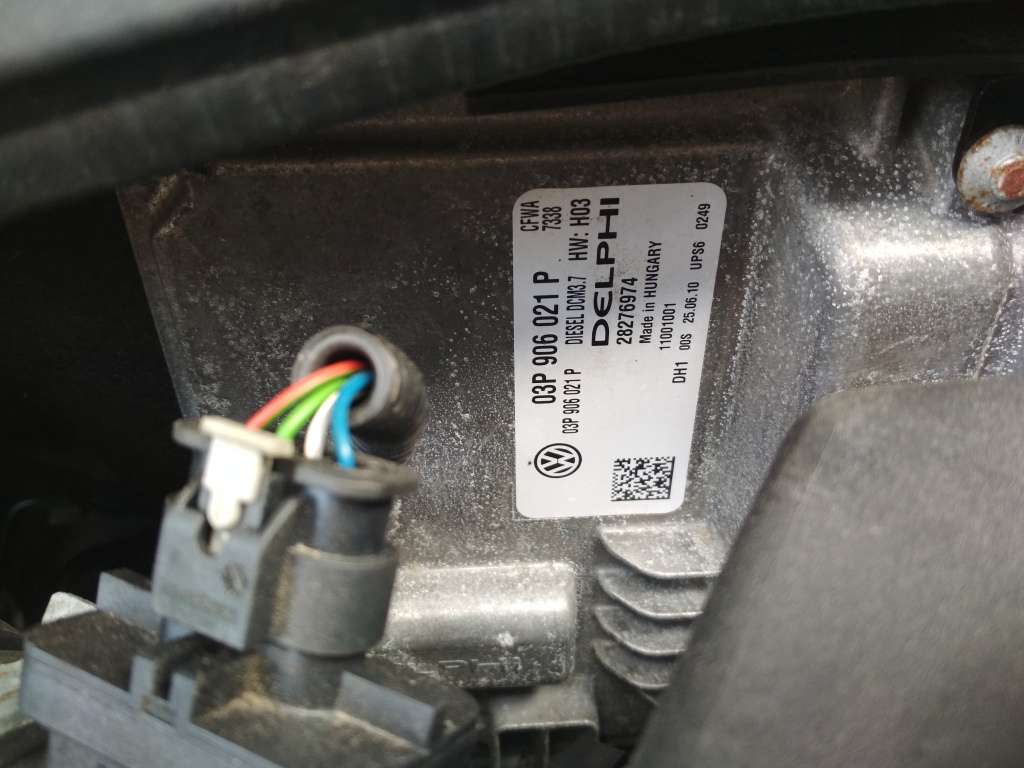 03P 906 021 P CFWA
03P 906 021 P DIESEL DCM3.7 HW: H03 7338
DELPHI
28276974
Made in HUNGARY
11001001
DH1 00S 25.06.10 UPS6 0249